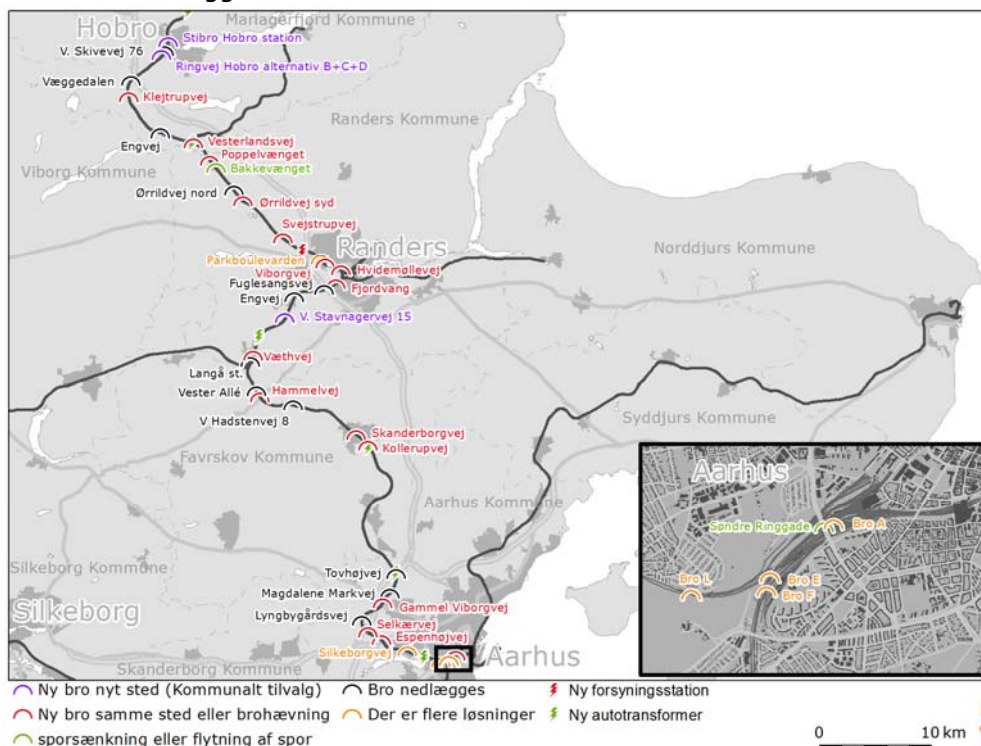 Mariagerfjord Kommune
Hobro
Stibro Hobro station
V. Skivevej 76
Ringvej Hobro alternativ B+C+D
Væggedalen
Klejtrupvej
Randers Kommune
Engvej
Vesterlandsvej
Poppelvænget
Bakkevænget
Viborg Kommune
Ørrildvej nord
Ørrildvej syd
Svejstrupvej
Randers
Norddjurs Kommune
Parkboulevarden
Viborgvej
Hvidemøllevej
Fuglesangsvej
Fjordvang
Engvej
V. Stavnagervej 15
Væthvej
Langå st.
Vester Allé
Hammelvej
V Hadstenvej 8
Syddjurs Kommune
Skanderborgvej
Kollerupvej
Favrskov Kommune
Aarhus Kommune
Aarhus
Søndre Ringgade
Bro A
Bro L
Bro E
Bro F
Silkeborg Kommune
Tovhøjvej
Magdalene Markvej
Silkeborg
Gammel Viborgvej
Lyngbygårdsvej
Selkærvej
Espenhøjvej
Silkeborgvej
Aarhus
Skanderborg Kommune
Ny bro nyt sted (Kommunalt tilvalg)
Bro nedlægges
Ny forsyningsstation
Ny bro samme sted eller brohævning
Der er flere løsninger
Ny autotransformer
sporsænkning eller flytning af spor
0 10 km